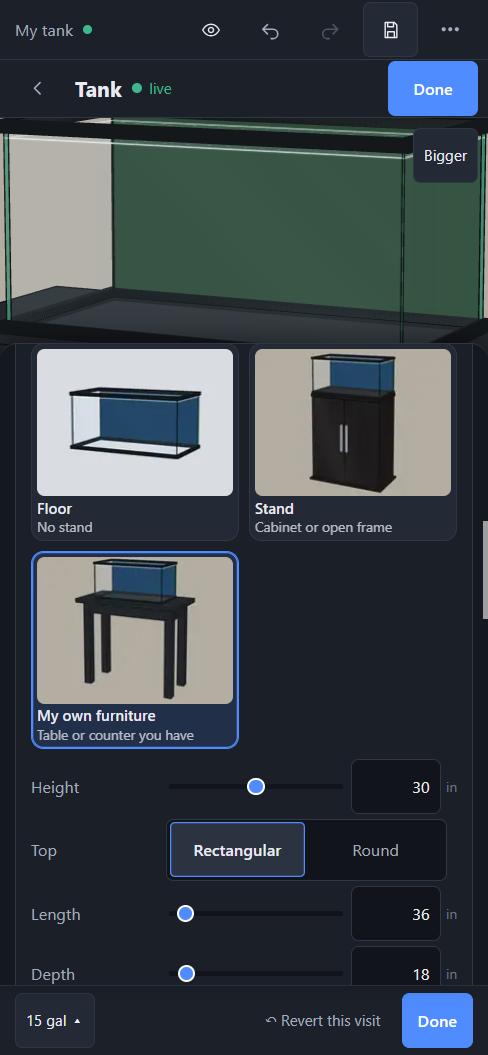 My tank
Tank live Done
Bigger
Floor
No stand
Stand
Cabinet or open frame
My own furniture
Table or counter you have
Height 30 in
Top Rectangular Round
Length 36 in
Depth 18 in
15 gal ▲ ↶ Revert this visit Done